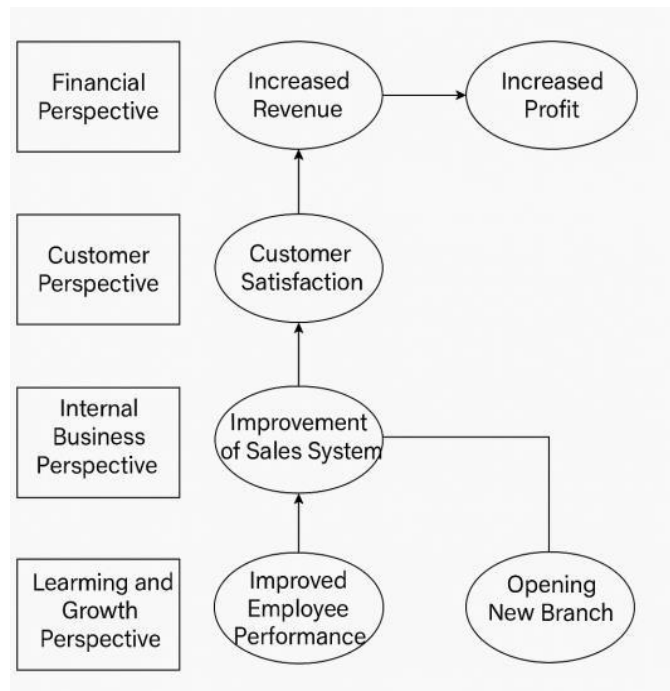 Financial
Perspective
Increased
Revenue
Increased
Profit
Customer
Perspective
Customer
Satisfaction
Internal
Business
Perspective
Improvement
of Sales System
Learming and
Growth
Perspective
Improved
Employee
Performance
Opening
New Branch